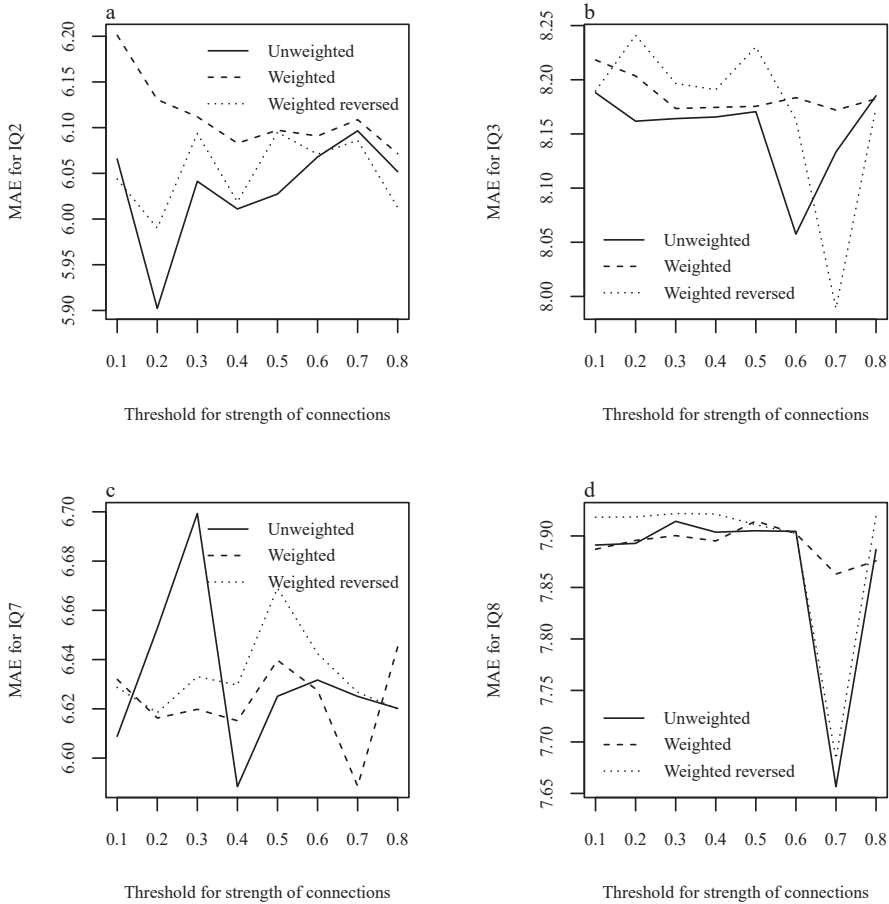 a
MAE for IQ2
6.20
6.15
6.10
6.05
6.00
5.95
5.90
Unweighted
Weighted
Weighted reversed
0.1 0.2 0.3 0.4 0.5 0.6 0.7 0.8
Threshold for strength of connections
b
MAE for IQ3
8.25
8.20
8.15
8.10
8.05
8.00
Unweighted
Weighted
Weighted reversed
0.1 0.2 0.3 0.4 0.5 0.6 0.7 0.8
Threshold for strength of connections
c
MAE for IQ7
6.70
6.68
6.66
6.64
6.62
6.60
Unweighted
Weighted
Weighted reversed
0.1 0.2 0.3 0.4 0.5 0.6 0.7 0.8
Threshold for strength of connections
d
MAE for IQ8
7.90
7.85
7.80
7.75
7.70
7.65
Unweighted
Weighted
Weighted reversed
0.1 0.2 0.3 0.4 0.5 0.6 0.7 0.8
Threshold for strength of connections